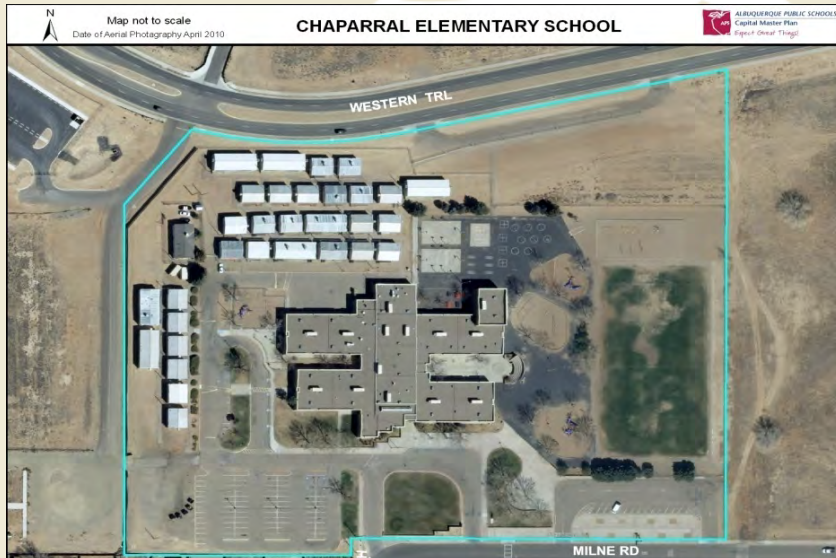 N
Map not to scale
Date of Aerial Photography April 2010
CHAPARRAL ELEMENTARY SCHOOL
APS
ALBUQUERQUE PUBLIC SCHOOLS
Capital Master Plan
Expect Great Things!
WESTERN TRL
MILNE RD